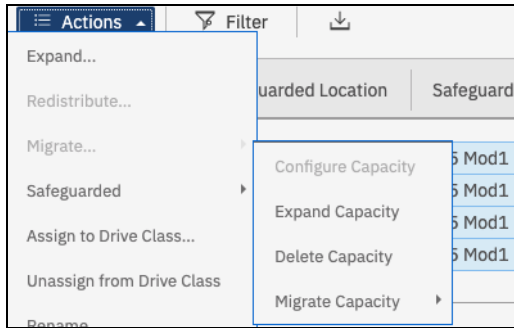 Actions
Filter
Expand...
Redistribute...
Migrate...
Safeguarded
Assign to Drive Class...
Unassign from Drive Class
Rename
uarded Location
Safeguard
Configure Capacity
Expand Capacity
Delete Capacity
Migrate Capacity
5 Mod1
5 Mod1
5 Mod1
5 Mod1